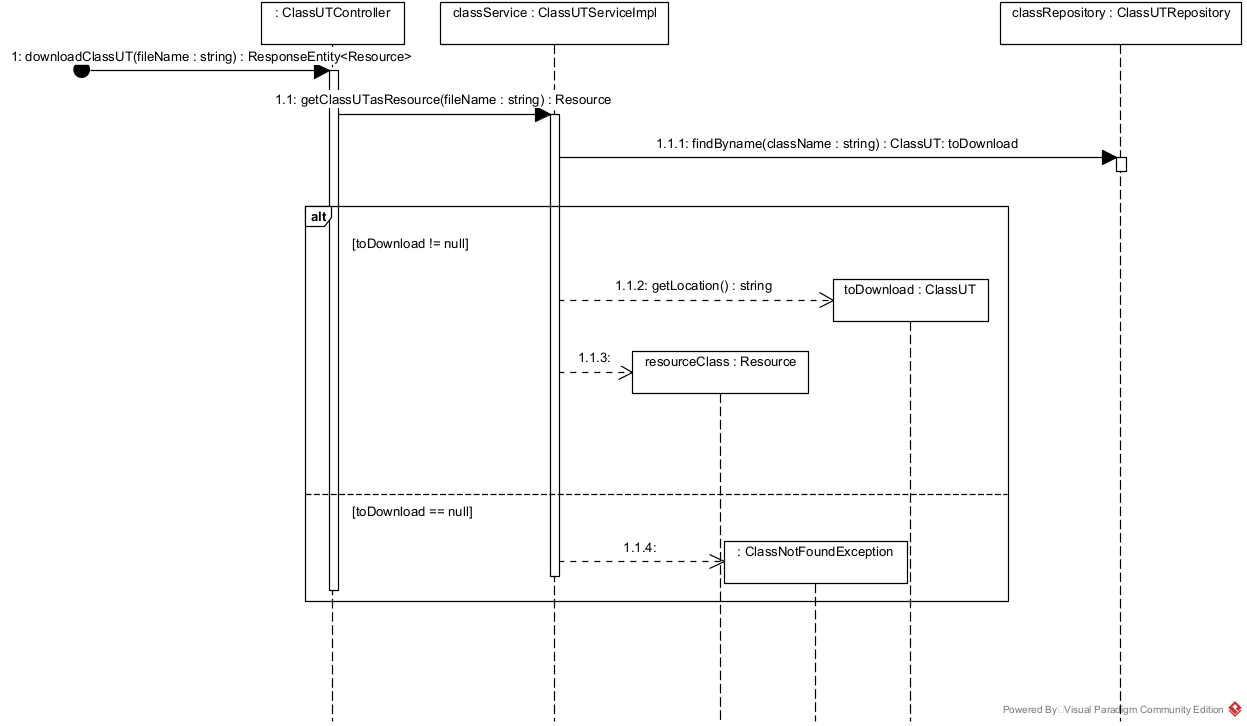 : ClassUTController
classService : ClassUTServiceImpl
classRepository : ClassUTRepository
1: downloadClassUT(fileName : string) : ResponseEntity<Resource>
1.1: getClassUTasResource(fileName : string) : Resource
1.1.1: findByname(className : string) : ClassUT: toDownload
alt
[toDownload != null]
1.1.2: getLocation() : string
toDownload : ClassUT
1.1.3:
resourceClass : Resource
[toDownload == null]
1.1.4:
: ClassNotFoundException
Powered By Visual Paradigm Community Edition